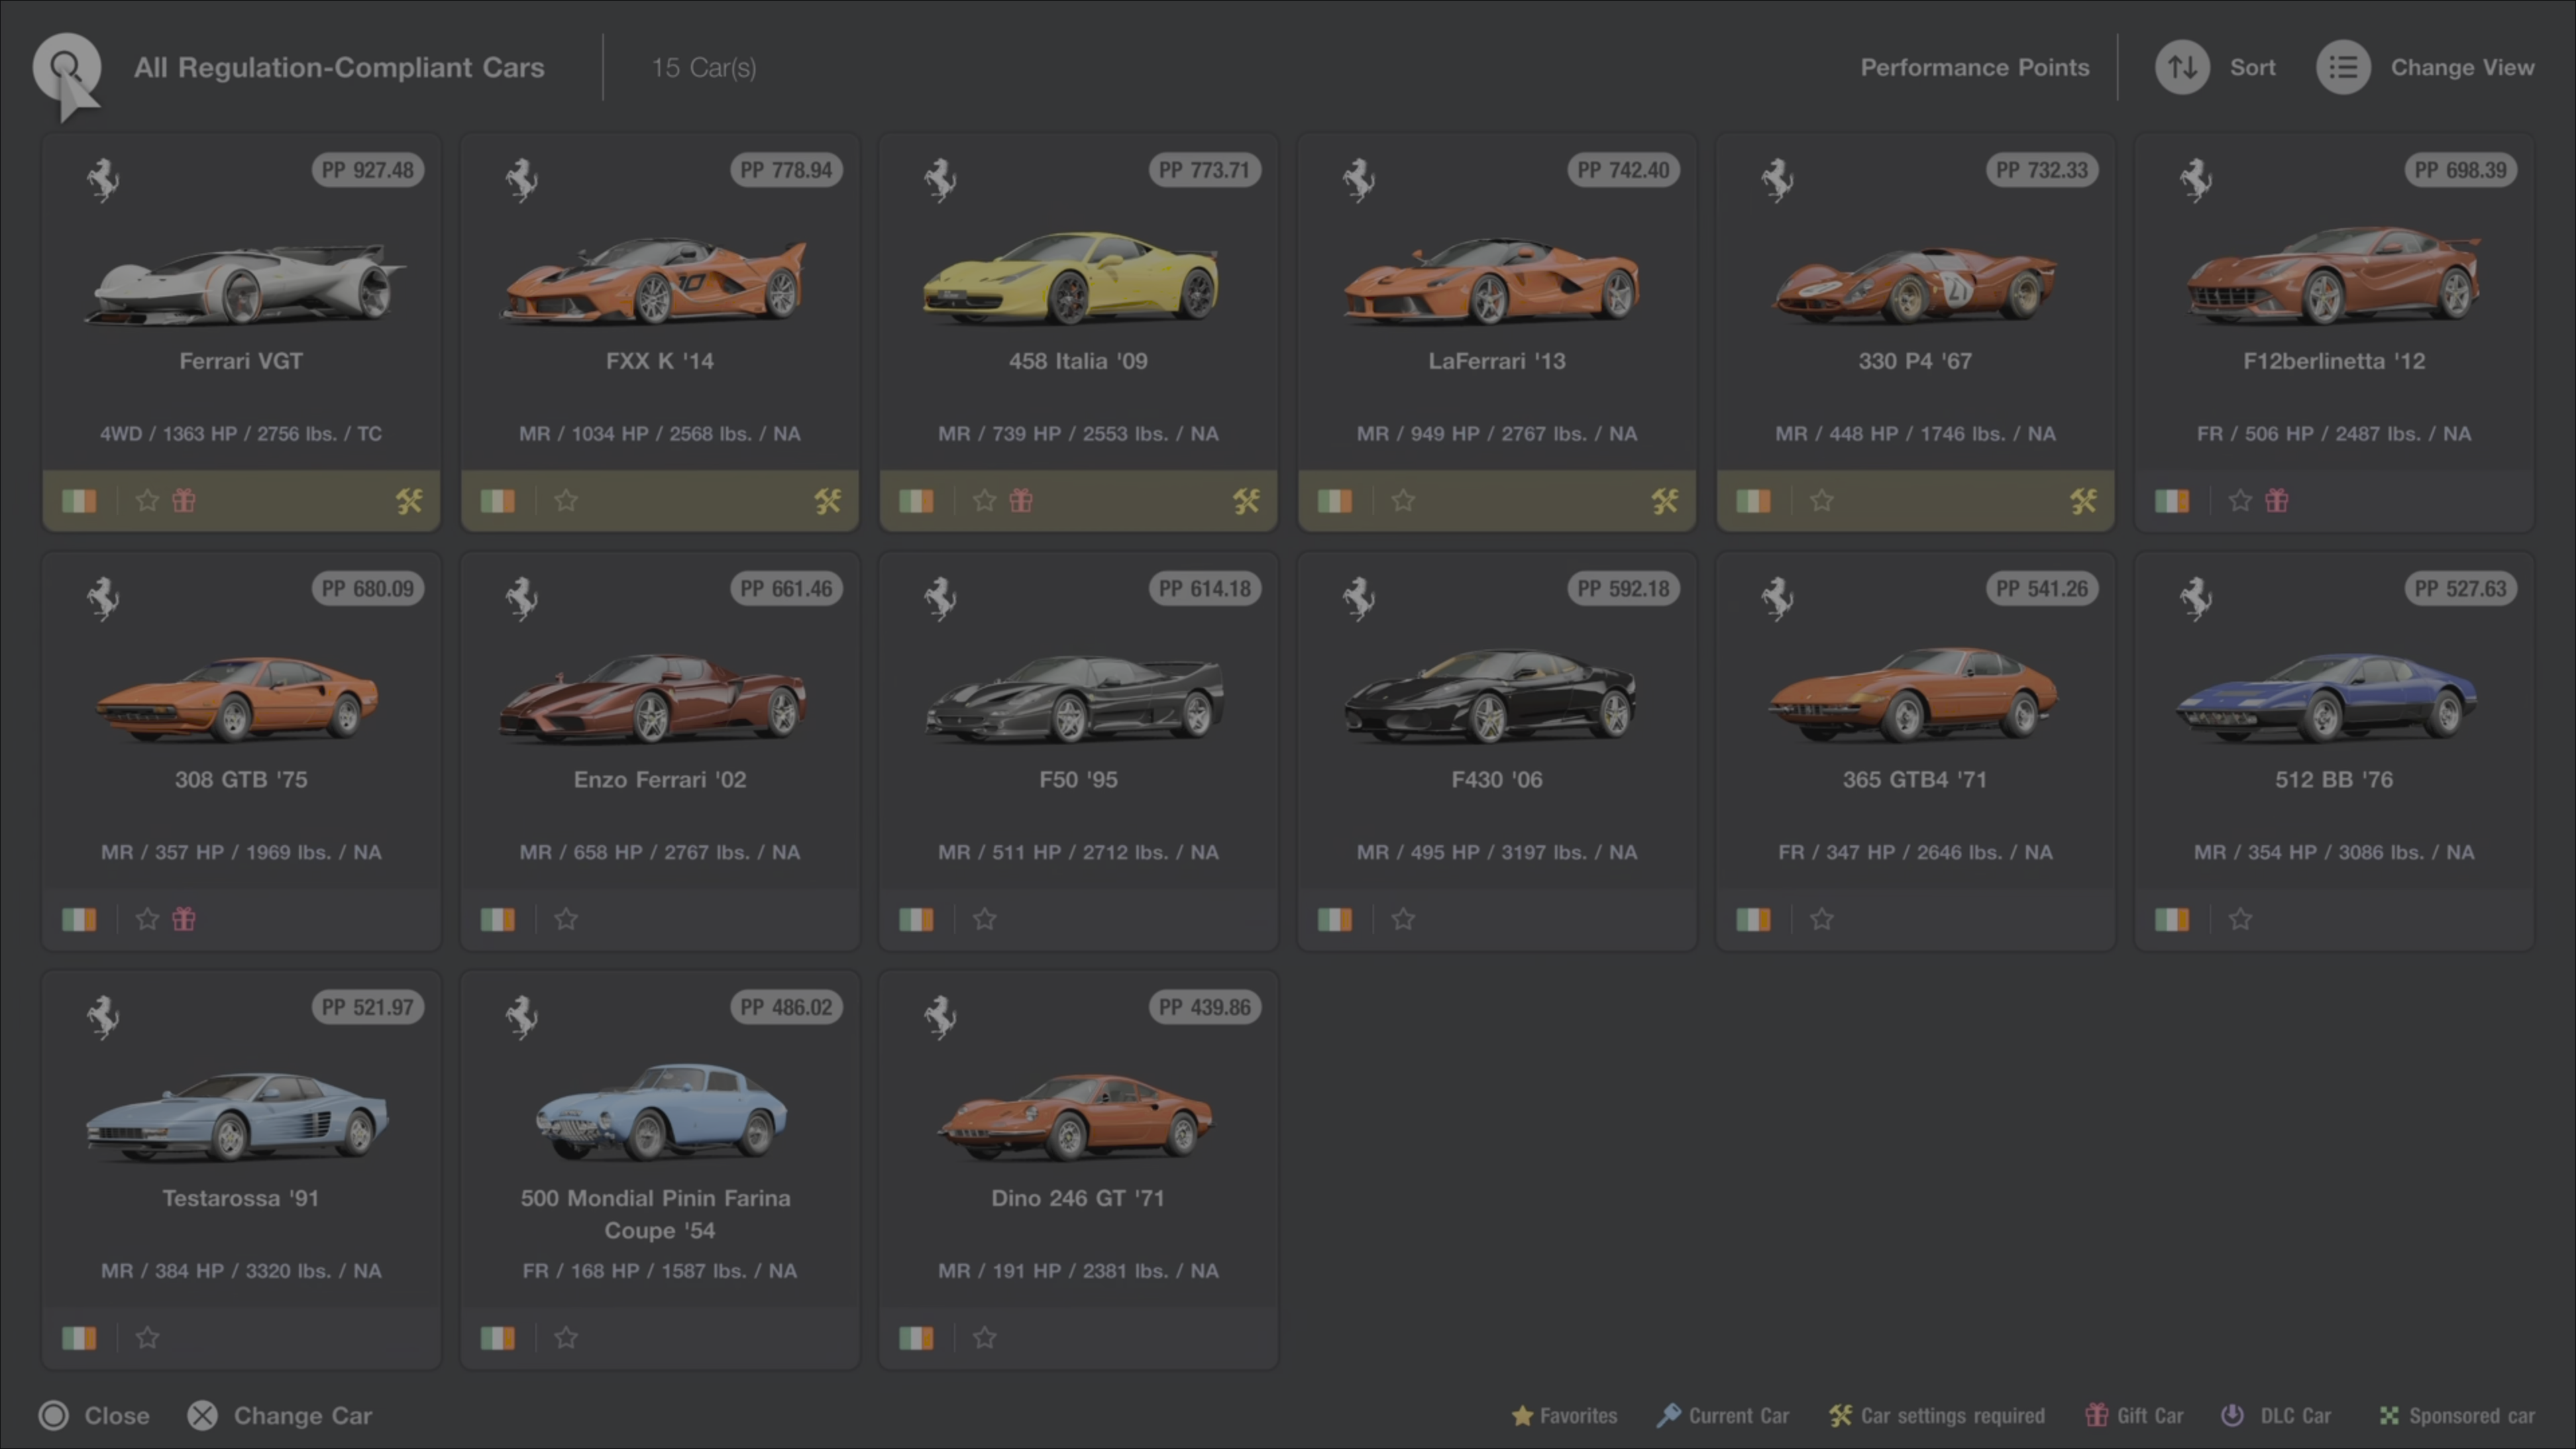 All Regulation-Compliant Cars
15 Car(s)
Performance Points
Sort
Change View
PP 927.48
Ferrari VGT
4WD / 1363 HP / 2756 lbs. / TC
PP 778.94
FXX K '14
10
MR / 1034 HP / 2568 lbs. / NA
PP 773.71
458 Italia '09
MR / 739 HP / 2553 lbs. / NA
PP 742.40
LaFerrari '13
MR / 949 HP / 2767 lbs. / NA
PP 732.33
21
330 P4 '67
MR / 448 HP / 1746 lbs. / NA
PP 698.39
F12berlinetta '12
FR / 506 HP / 2487 lbs. / NA
PP 680.09
308 GTB '75
MR / 357 HP / 1969 lbs. / NA
PP 661.46
Enzo Ferrari '02
MR / 658 HP / 2767 lbs. / NA
PP 614.18
F50 '95
MR / 511 HP / 2712 lbs. / NA
PP 592.18
F430 '06
MR / 495 HP / 3197 lbs. / NA
PP 541.26
365 GTB4 '71
FR / 347 HP / 2646 lbs. / NA
PP 527.63
512 BB '76
MR / 354 HP / 3086 lbs. / NA
PP 521.97
Testarossa '91
MR / 384 HP / 3320 lbs. / NA
PP 486.02
500 Mondial Pinin Farina
Coupe '54
FR / 168 HP / 1587 lbs. / NA
PP 439.86
Dino 246 GT '71
MR / 191 HP / 2381 lbs. / NA
Close
Change Car
Favorites
Current Car
Car settings required
Gift Car
DLC Car
Sponsored car